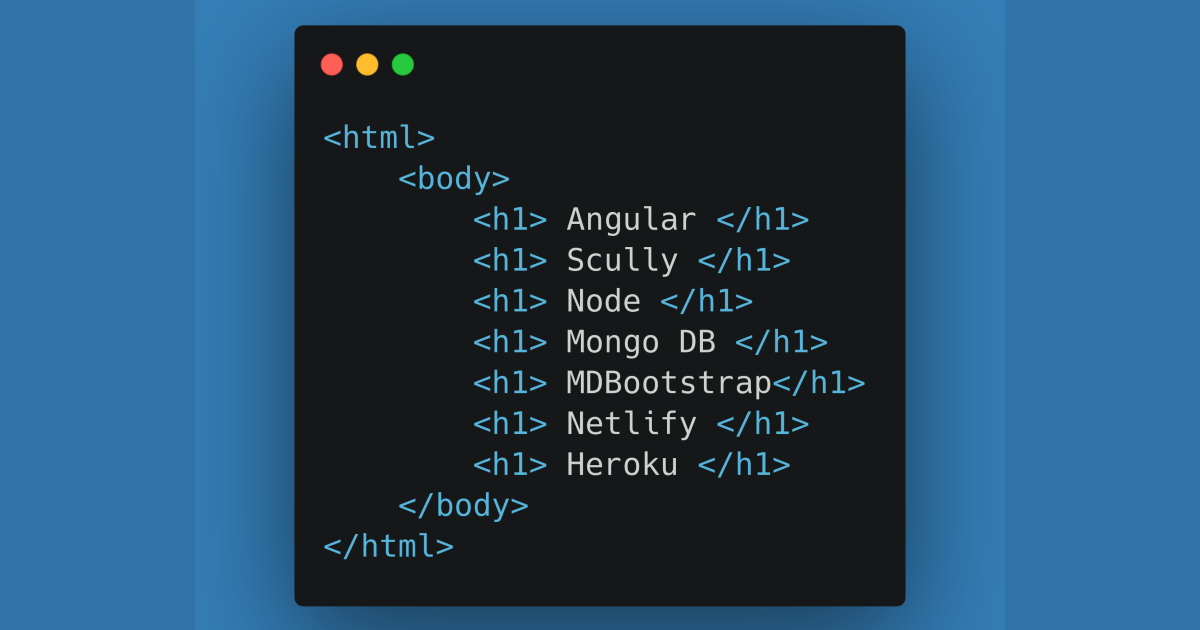 <html>
<body>
<h1> Angular </h1>
<h1> Scully </h1>
<h1> Node </h1>
<h1> Mongo DB </h1>
<h1> MDBootstrap</h1>
<h1> Netlify </h1>
<h1> Heroku </h1>
</body>
</html>